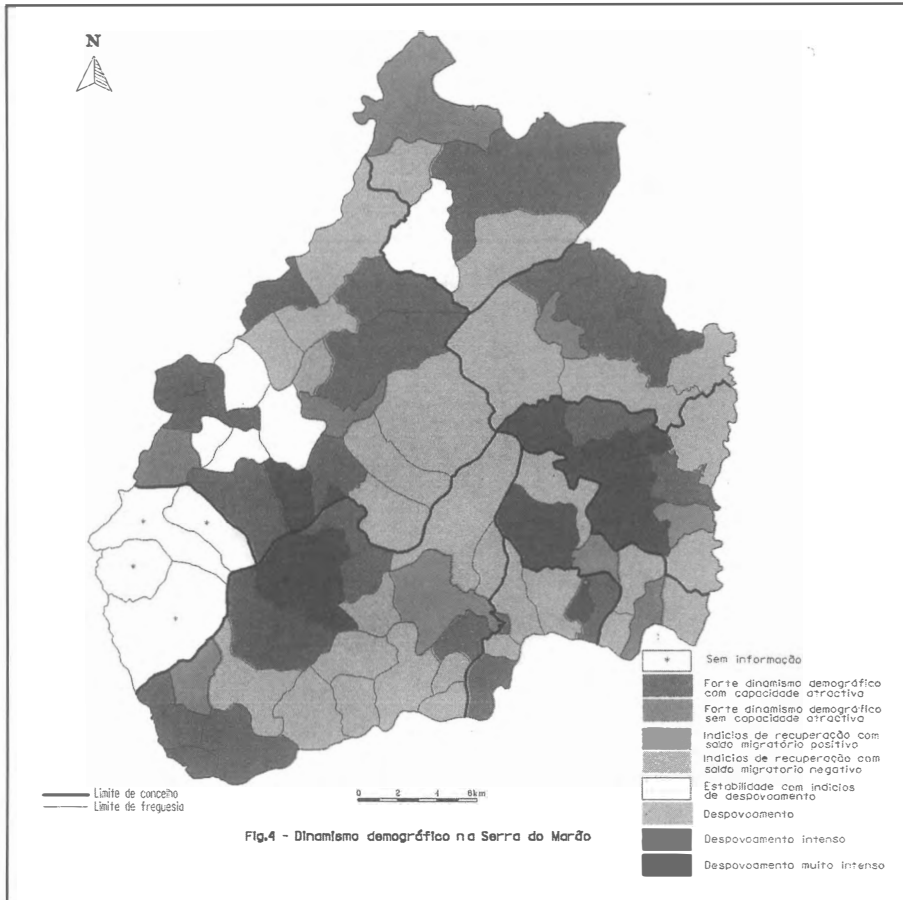 N
* Sem informação
Forte dinamismo demográfico
com capacidade atractiva
Forte dinamismo demográfico
sem capacidade atractiva
Indícios de recuperação com
saldo migratório positivo
Indícios de recuperação com
saldo migratorio negativo
Estabilidade com indícios
de despovoamento
Despovoamento
Despovoamento intenso
Despovoamento muito intenso
Limite de concelho
Limite de freguesia
0 2 4 6km
Fig.4 - Dinamismo demográfico na Serra do Marão